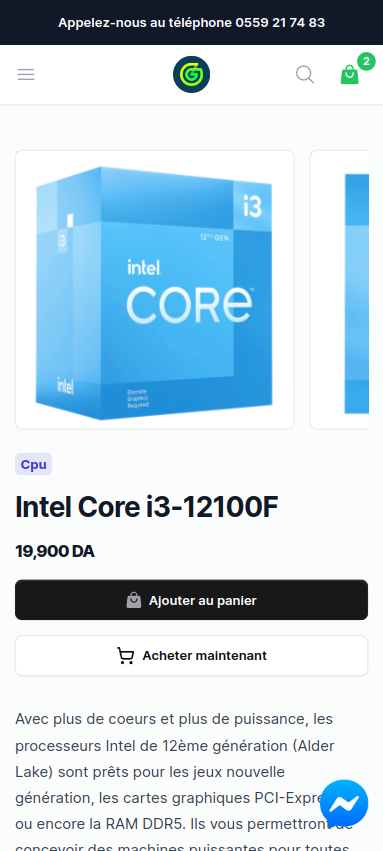 Appelez-nous au téléphone 0559 21 74 83
2
i3
i3
12TH GEN
intel
CORE™
intel
Discrete
Graphics
Required
Cpu
Intel Core i3-12100F
19,900 DA
Ajouter au panier
Acheter maintenant
Avec plus de coeurs et plus de puissance, les
processeurs Intel de 12ème génération (Alder
Lake) sont prêts pour les jeux nouvelle
génération, les cartes graphiques PCI-Expre
ou encore la RAM DDR5. Ils vous permettront de
concevoir des machines puissantes pour toutes